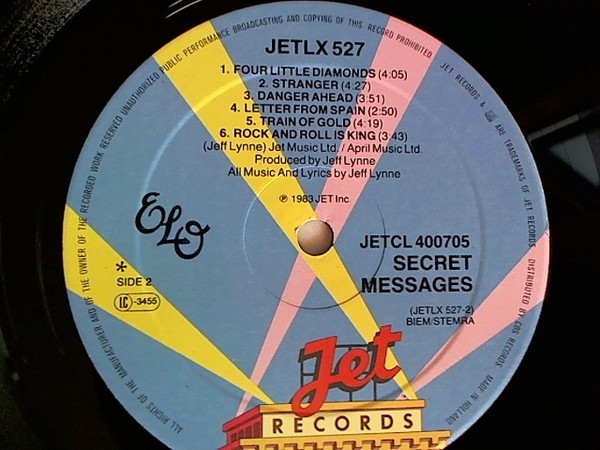 JETLX 527
1. FOUR LITTLE DIAMONDS (4:05)
2. STRANGER (4:27)
3. DANGER AHEAD (3:51)
4. LETTER FROM SPAIN (2:50)
5. TRAIN OF GOLD (4:19)
6. ROCK AND ROLL IS KING (3:43)
(Jeff Lynne) Jet Music Ltd. / April Music Ltd.
Produced by Jeff Lynne
All Music And Lyrics by Jeff Lynne
℗ 1983 JET Inc.
ELO
JETCL 400705
SECRET
MESSAGES
*
SIDE 2
LC-3455
(JETLX 527-2)
BIEM/STEMRA
Jet
RECORDS
ALL RIGHTS OF THE MANUFACTURER AND OF THE OWNER OF THE RECORDED WORK RESERVED UNAUTHORIZED PUBLIC PERFORMANCE BROADCASTING AND COPYING OF THIS RECORD PROHIBITED
JET RECORDS & ARE TRADEMARKS OF JET RECORDS. DISTRIBUTED BY CBS RECORDS MADE IN HOLLAND